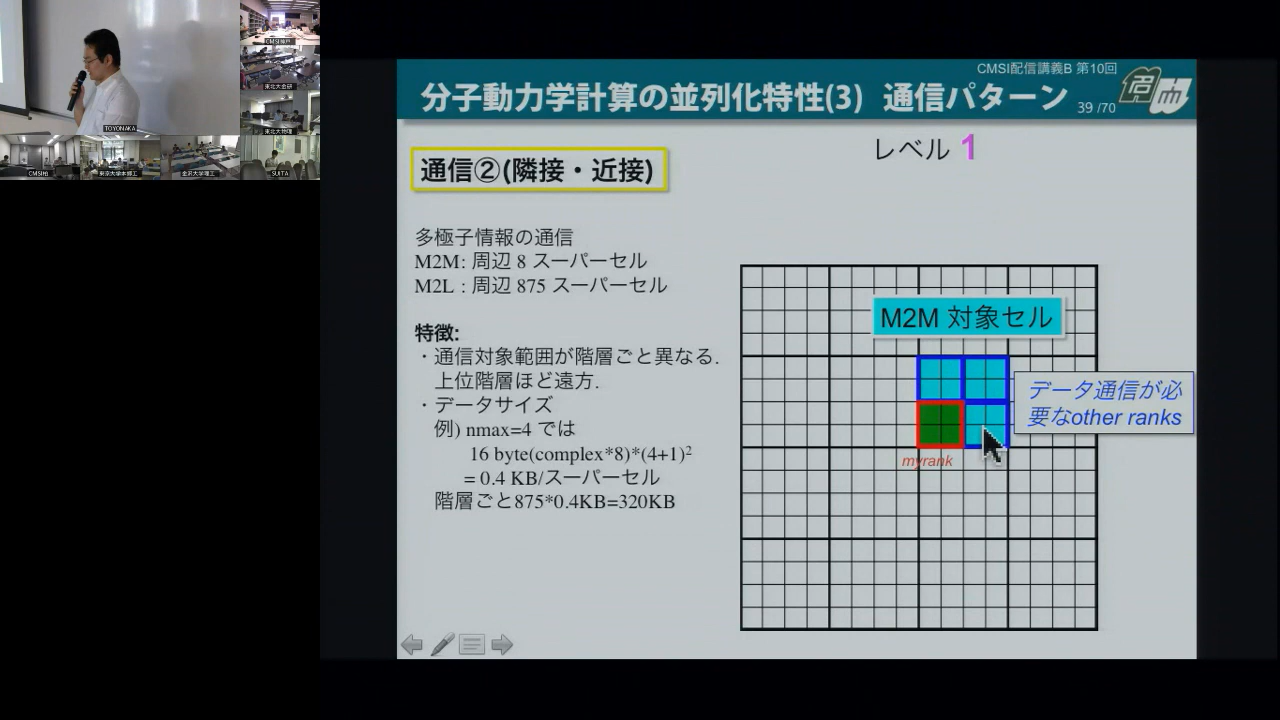 CMSI神戸
東北大金研
東北大物理
TOYONAKA
CMSI柏
東京大学本郷工
金沢大学理工
SUITA
CMSI配信講義B 第10回
分子動力学計算の並列化特性(3) 通信パターン
39 /70
レベル 1
通信②(隣接・近接)
多極子情報の通信
M2M: 周辺 8 スーパーセル
M2L : 周辺 875 スーパーセル
特徴:
・通信対象範囲が階層ごと異なる.
上位階層ほど遠方.
・データサイズ
例) nmax=4 では
16 byte(complex*8)*(4+1)²
= 0.4 KB/スーパーセル
階層ごと875*0.4KB=320KB
M2M 対象セル
データ通信が必
要なother ranks
myrank